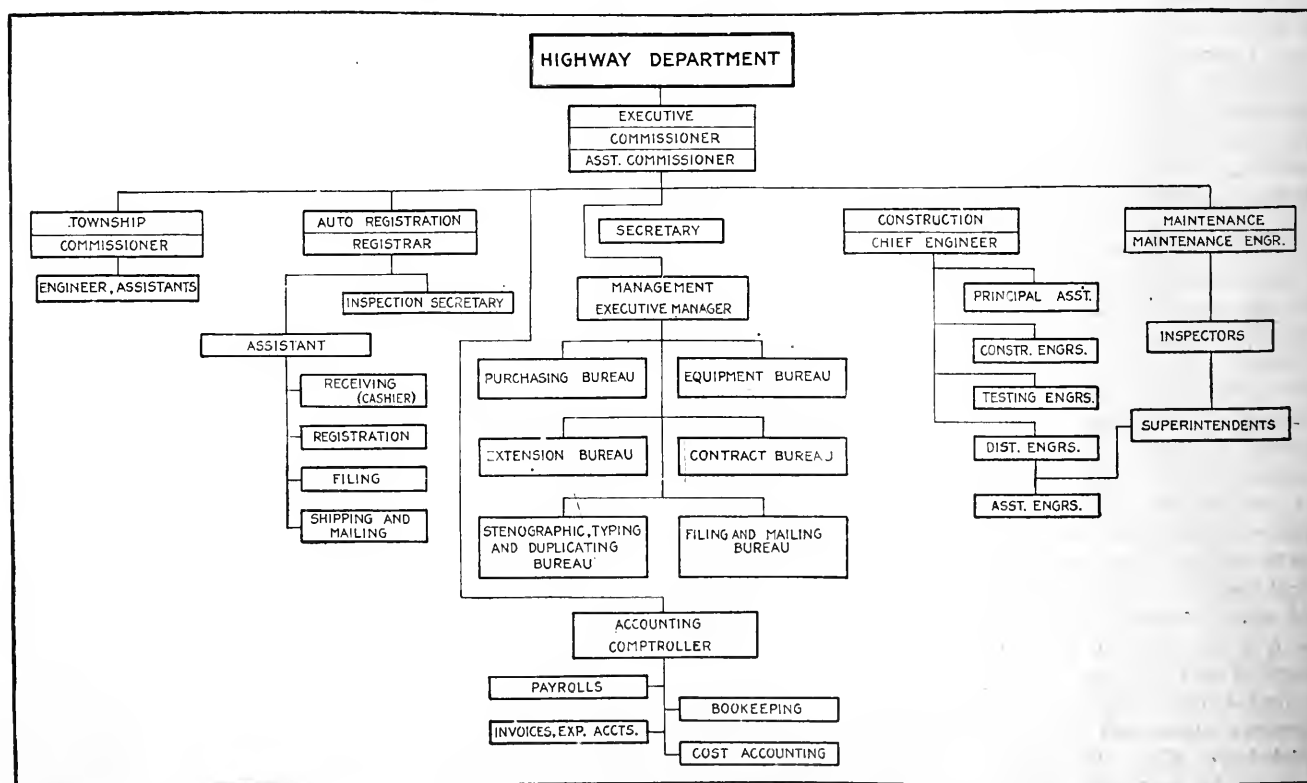 HIGHWAY DEPARTMENT
EXECUTIVE
COMMISSIONER
ASST. COMMISSIONER
TOWNSHIP
COMMISSIONER
ENGINEER, ASSISTANTS
AUTO REGISTRATION
REGISTRAR
INSPECTION SECRETARY
ASSISTANT
RECEIVING
(CASHIER)
REGISTRATION
FILING
SHIPPING AND
MAILING
SECRETARY
MANAGEMENT
EXECUTIVE MANAGER
PURCHASING BUREAU
EQUIPMENT BUREAU
EXTENSION BUREAU
CONTRACT BUREAU
STENOGRAPHIC, TYPING
AND DUPLICATING
BUREAU
FILING AND MAILING
BUREAU
ACCOUNTING
COMPTROLLER
PAYROLLS
BOOKEEPING
INVOICES, EXP. ACCTS.
COST ACCOUNTING
CONSTRUCTION
CHIEF ENGINEER
PRINCIPAL ASST.
CONSTR. ENGRS.
TESTING ENGRS.
DIST. ENGRS.
ASST. ENGRS.
MAINTENANCE
MAINTENANCE ENGR.
INSPECTORS
SUPERINTENDENTS